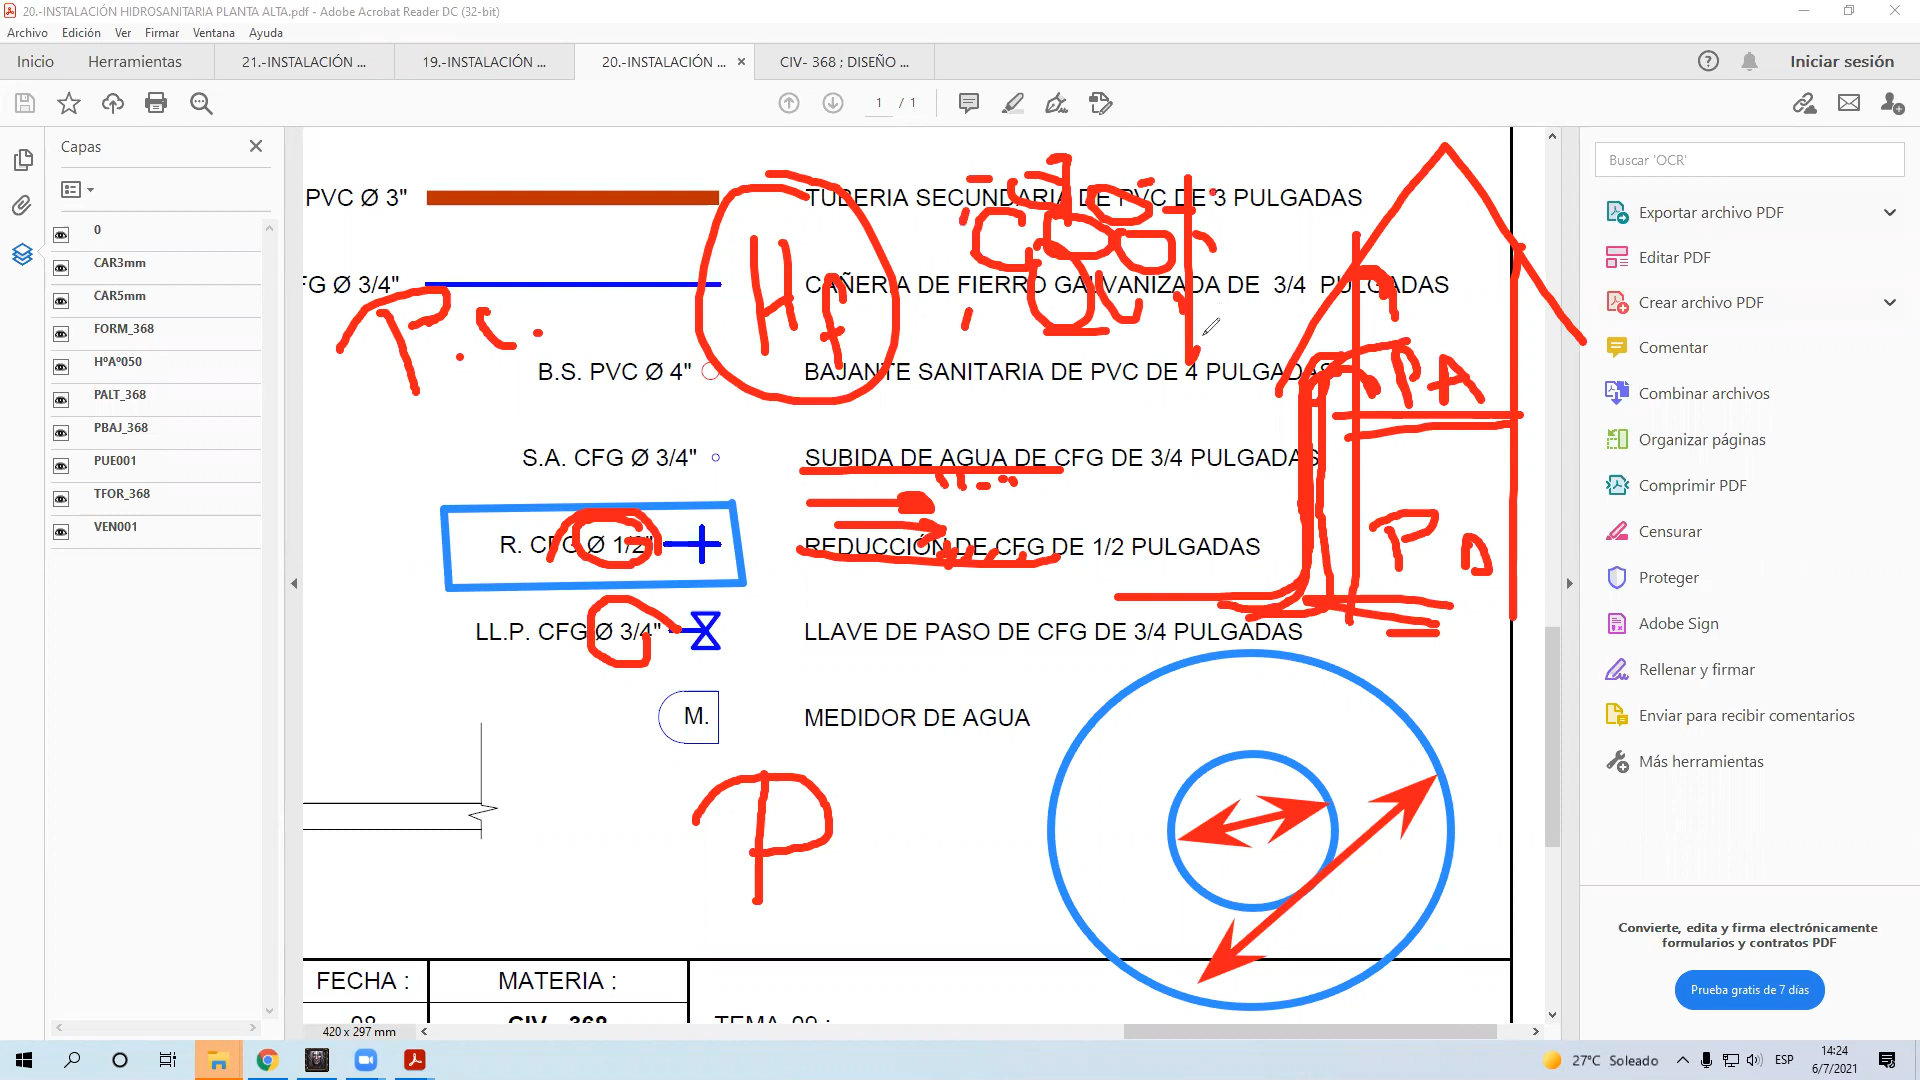 20.-INSTALACIÓN HIDROSANITARIA PLANTA ALTA.pdf - Adobe Acrobat Reader DC (32-bit)
Archivo Edición Ver Firmar Ventana Ayuda
Inicio Herramientas 21.-INSTALACIÓN ... 19.-INSTALACIÓN ... 20.-INSTALACIÓN ... CIV- 368 ; DISEÑO ... Iniciar sesión
1 / 1
Capas
0
CAR3mm
CAR5mm
FORM_368
HºAº050
PALT_368
PBAJ_368
PUE001
TFOR_368
VEN001
PVC Ø 3" TUBERIA SECUNDARIA DE PVC DE 3 PULGADAS
FG Ø 3/4" CAÑERIA DE FIERRO GALVANIZADA DE 3/4 PULGADAS
B.S. PVC Ø 4" BAJANTE SANITARIA DE PVC DE 4 PULGADAS
S.A. CFG Ø 3/4" SUBIDA DE AGUA DE CFG DE 3/4 PULGADAS
R. CFG Ø 1/2" REDUCCIÓN DE CFG DE 1/2 PULGADAS
LL.P. CFG Ø 3/4" LLAVE DE PASO DE CFG DE 3/4 PULGADAS
M. MEDIDOR DE AGUA
Hf
P.C.
PA
P
P
FECHA : MATERIA :
08 CIV - 368 TEMA 09 :
420 x 297 mm
Buscar 'OCR'
Exportar archivo PDF
Editar PDF
Crear archivo PDF
Comentar
Combinar archivos
Organizar páginas
Comprimir PDF
Censurar
Proteger
Adobe Sign
Rellenar y firmar
Enviar para recibir comentarios
Más herramientas
Convierte, edita y firma electrónicamente
formularios y contratos PDF
Prueba gratis de 7 días
27°C Soleado ESP 14:24
6/7/2021